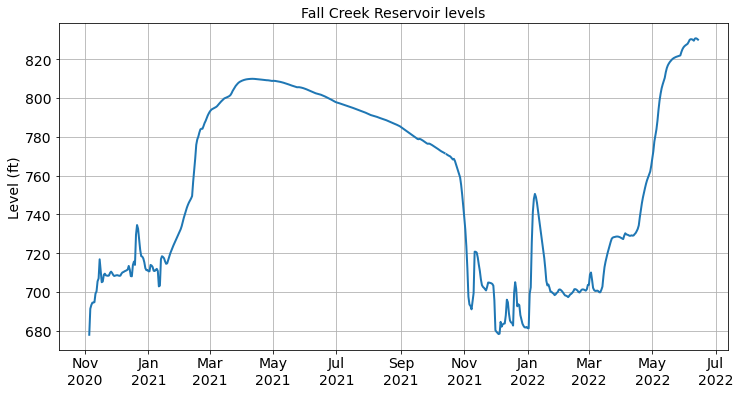 Fall Creek Reservoir levels
Level (ft)
820
800
780
760
740
720
700
680
Nov Jan Mar May Jul Sep Nov Jan Mar May Jul
2020 2021 2021 2021 2021 2021 2021 2022 2022 2022 2022